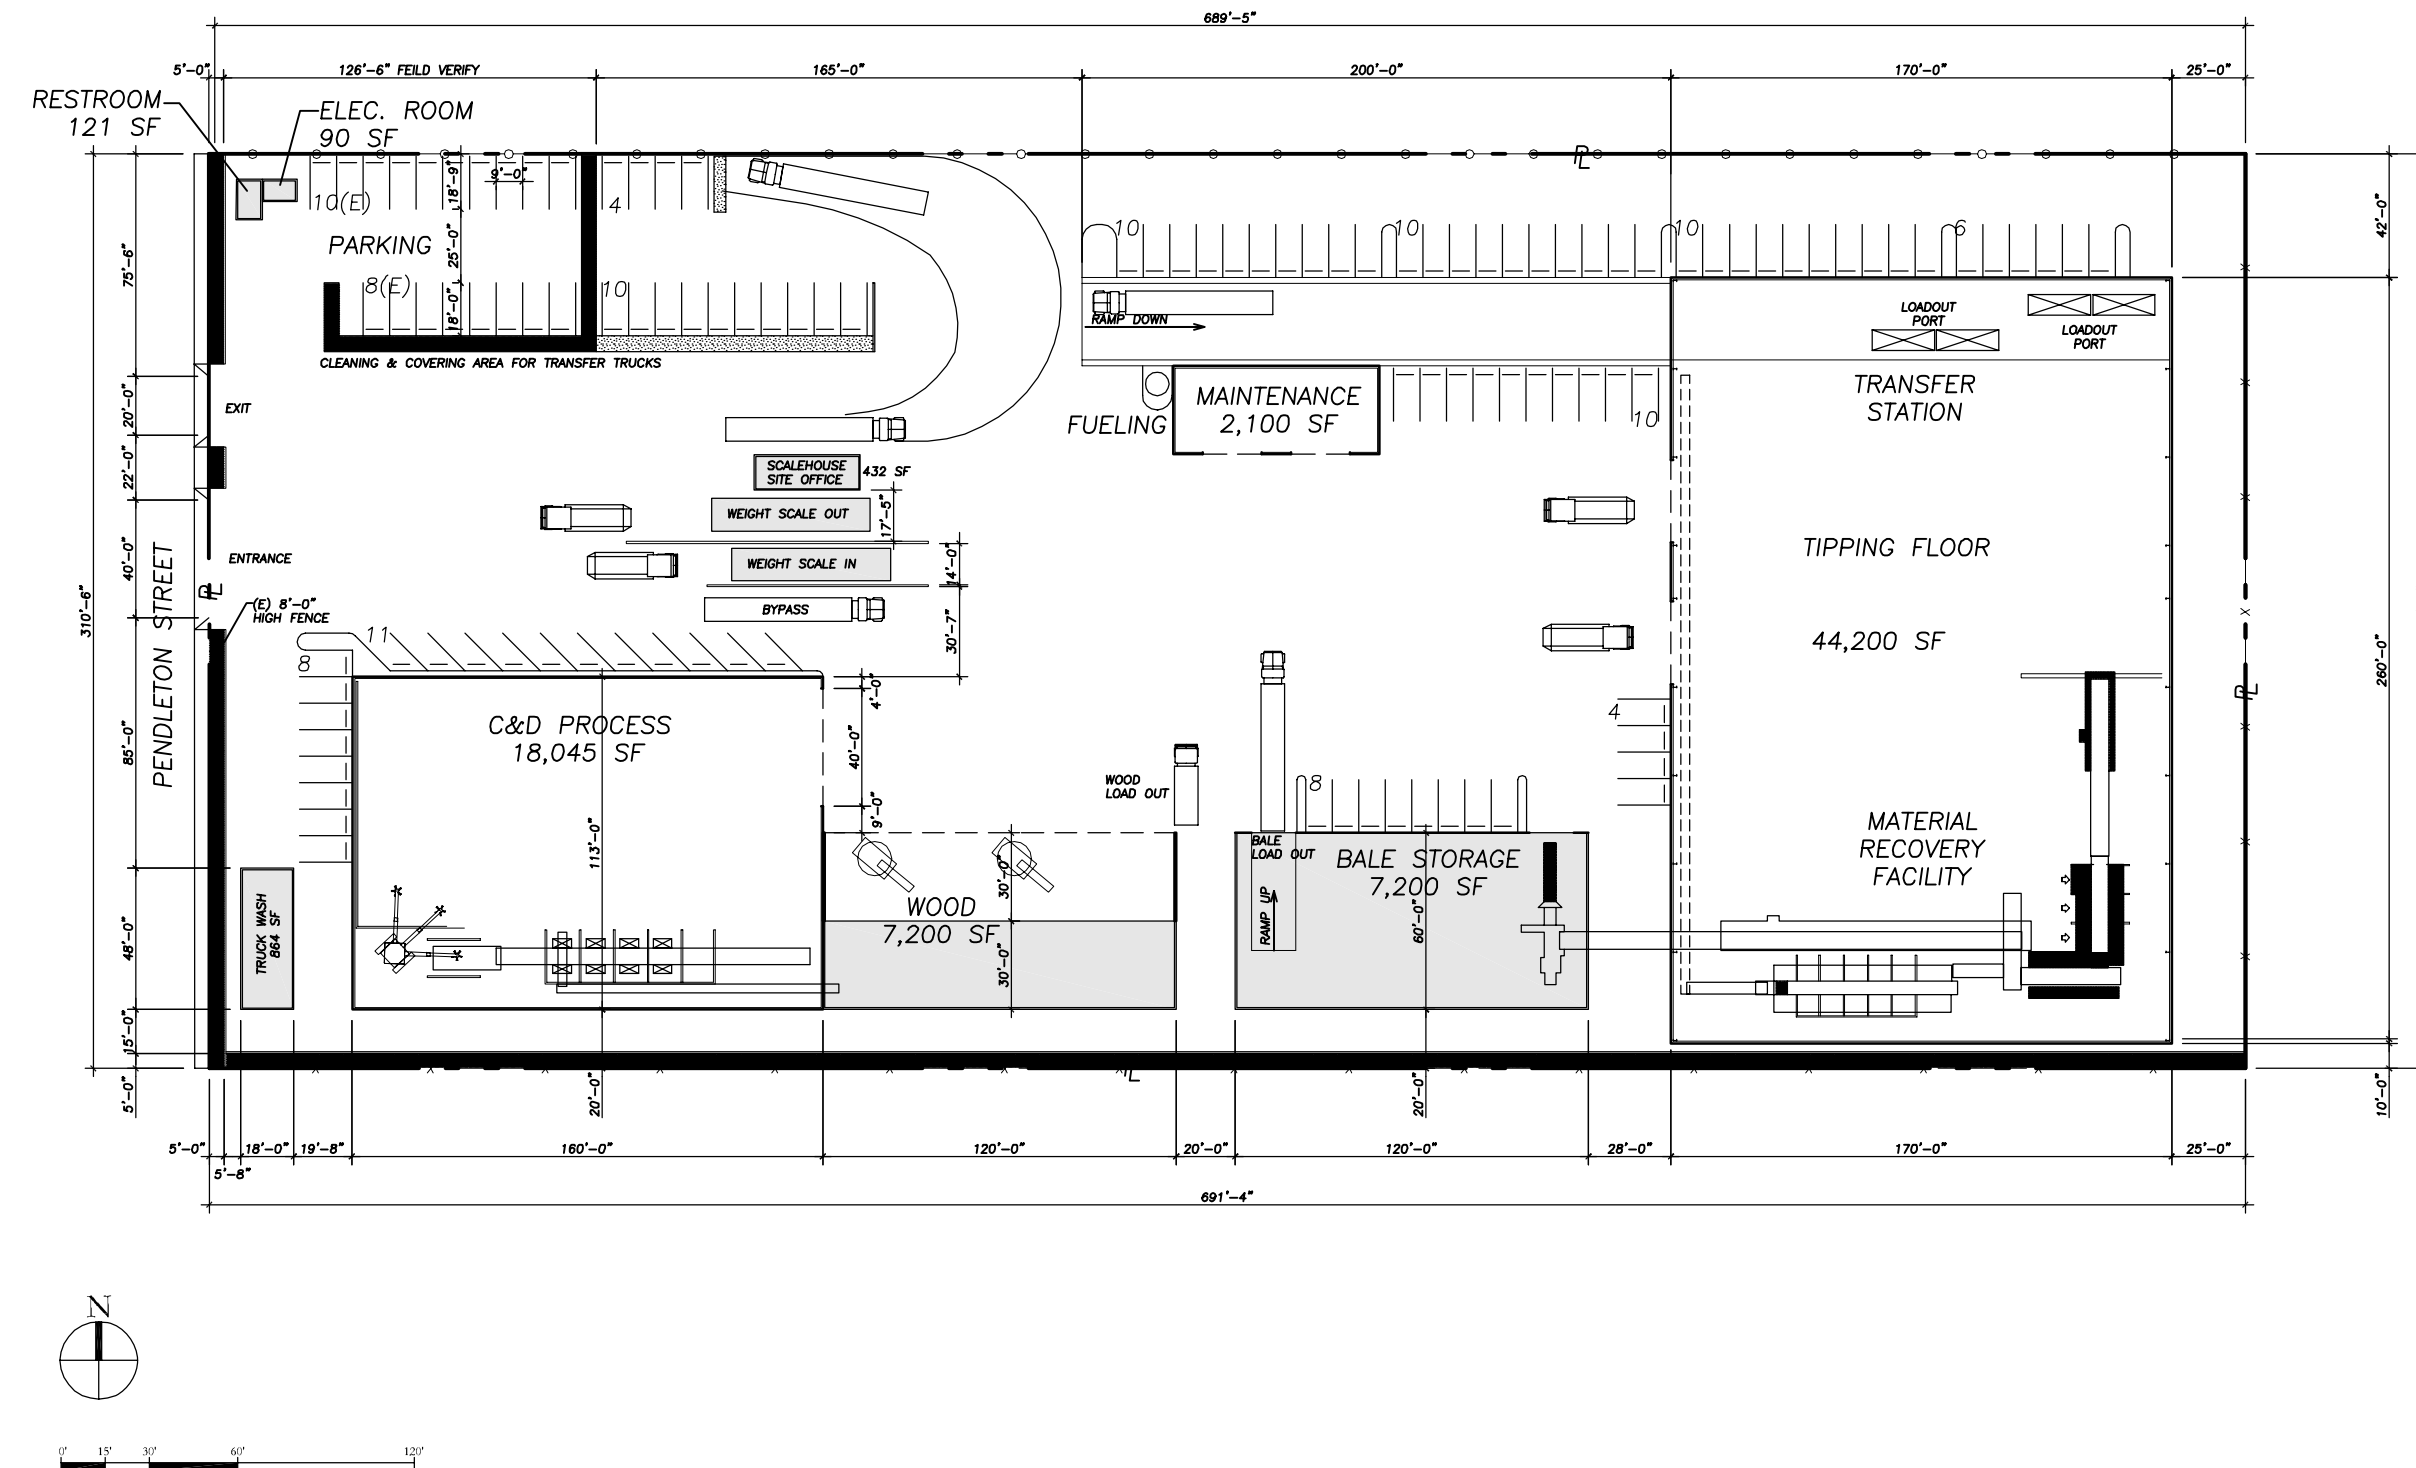 689'-5"
5'-0"
126'-6" FEILD VERIFY
165'-0"
200'-0"
170'-0"
25'-0"
RESTROOM
121 SF
ELEC. ROOM
90 SF
18'-9"
9'-0"
10(E)
4
PARKING
25'-0"
8(E)
10
18'-0"
10
10
10
6
PL
42'-0"
75'-6"
CLEANING & COVERING AREA FOR TRANSFER TRUCKS
RAMP DOWN
LOADOUT
PORT
LOADOUT
PORT
TRANSFER
STATION
MAINTENANCE
2,100 SF
FUELING
10
EXIT
20'-0"
22'-0"
SCALEHOUSE
SITE OFFICE
432 SF
WEIGHT SCALE OUT
17'-5"
WEIGHT SCALE IN
14'-0"
BYPASS
30'-7"
TIPPING FLOOR
44,200 SF
ENTRANCE
40'-0"
310'-6"
PENDLETON STREET
PL
(E) 8'-0"
HIGH FENCE
11
8
260'-0"
PL
C&D PROCESS
18,045 SF
4'-0"
40'-0"
9'-0"
113'-0"
85'-0"
4
WOOD
LOAD OUT
8
BALE
LOAD OUT
BALE STORAGE
7,200 SF
RAMP UP
60'-0"
MATERIAL
RECOVERY
FACILITY
30'-0"
WOOD
7,200 SF
30'-0"
TRUCK WASH
864 SF
48'-0"
15'-0"
5'-0"
20'-0"
20'-0"
10'-0"
PL
5'-0"
5'-8"
18'-0"
19'-8"
160'-0"
120'-0"
20'-0"
120'-0"
28'-0"
170'-0"
25'-0"
691'-4"
N
0'
15'
30'
60'
120'